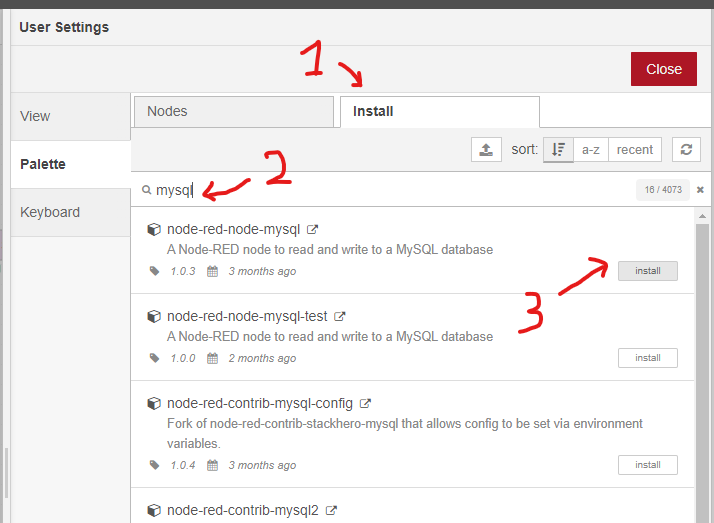 User Settings
1
Close
View
Nodes
Install
sort:
a-z
recent
Palette
mysql
2
16 / 4073
Keyboard
node-red-node-mysql
A Node-RED node to read and write to a MySQL database
1.0.3
3 months ago
install
3
node-red-node-mysql-test
A Node-RED node to read and write to a MySQL database
1.0.0
2 months ago
install
node-red-contrib-mysql-config
Fork of node-red-contrib-stackhero-mysql that allows config to be set via environment
variables.
1.0.4
3 months ago
install
node-red-contrib-mysql2